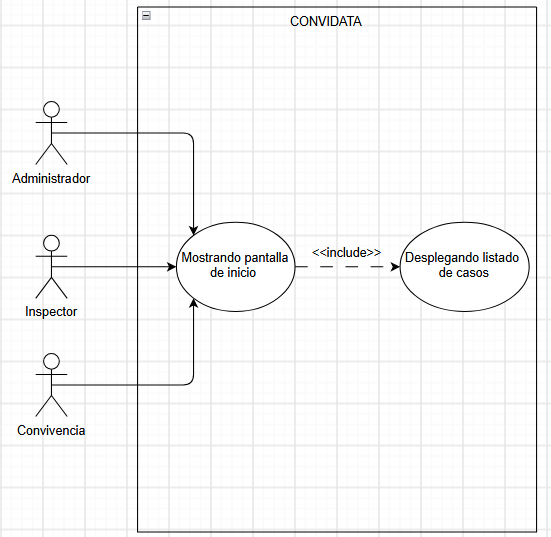 CONVIDATA
Administrador
Mostrando pantalla
de inicio
<<include>>
Desplegando listado
de casos
Inspector
Convivencia